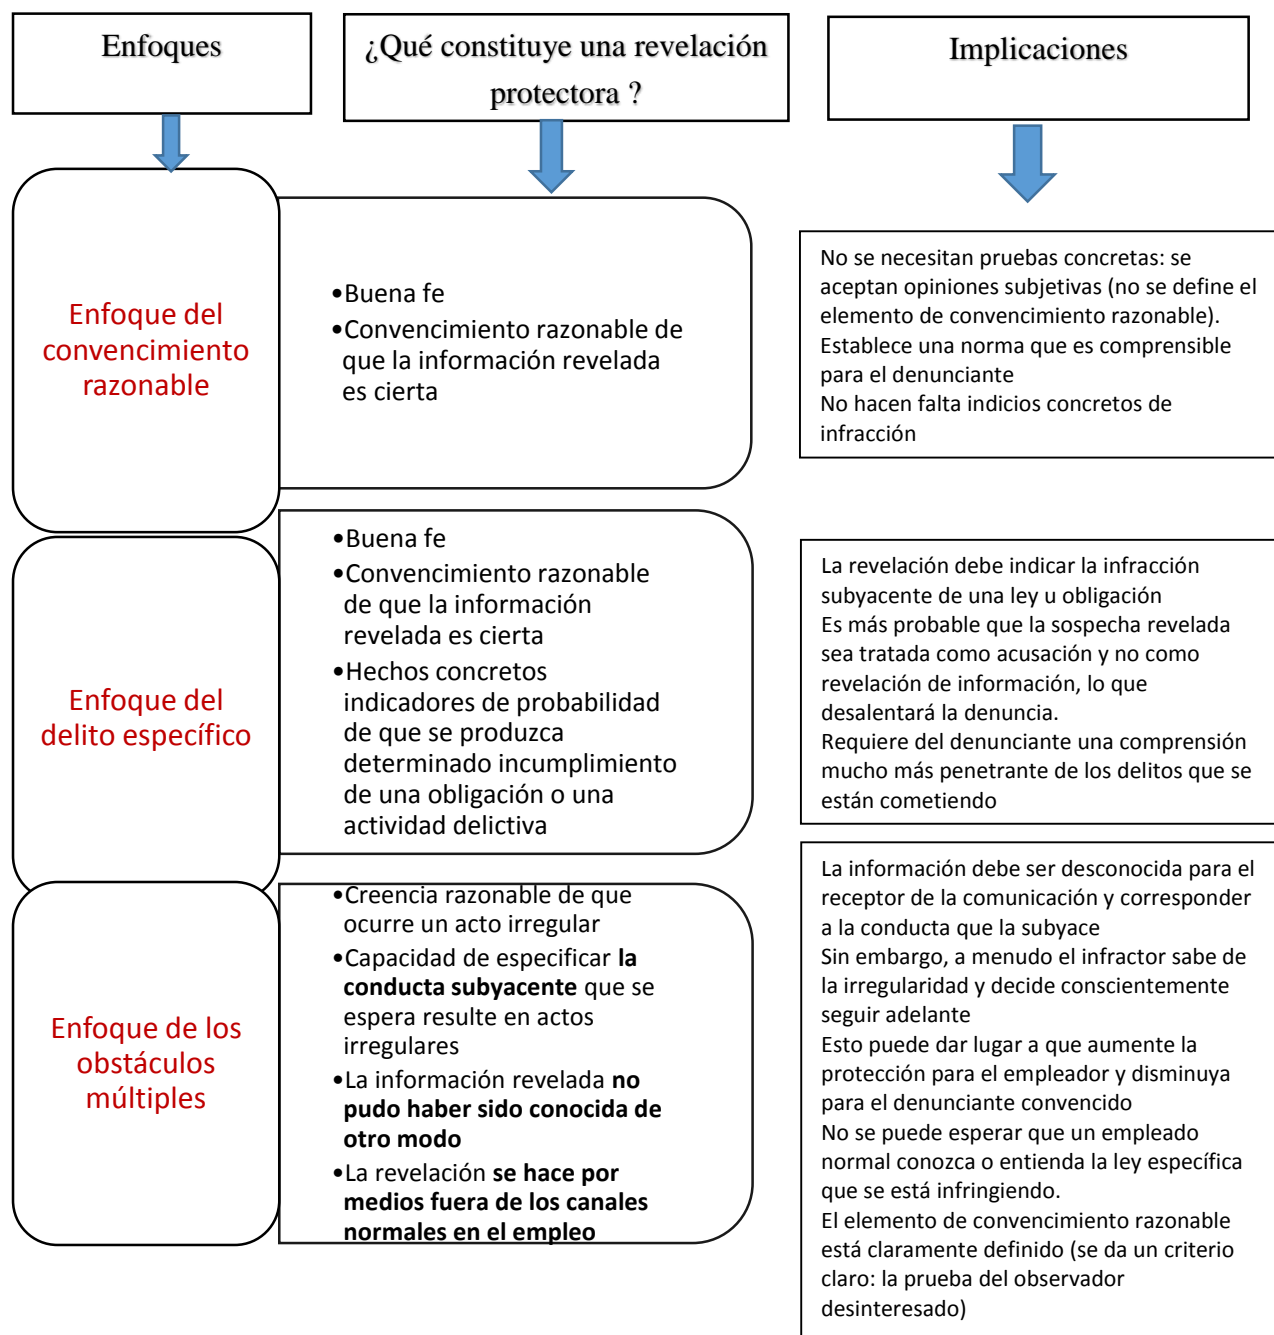 Enfoques
¿Qué constituye una revelación
protectora ?
Implicaciones
Enfoque del
convencimiento
razonable
•Buena fe
•Convencimiento razonable de
que la información revelada
es cierta
No se necesitan pruebas concretas: se
aceptan opiniones subjetivas (no se define el
elemento de convencimiento razonable).
Establece una norma que es comprensible
para el denunciante
No hacen falta indicios concretos de
infracción
Enfoque del
delito específico
•Buena fe
•Convencimiento razonable
de que la información
revelada es cierta
•Hechos concretos
indicadores de probabilidad
de que se produzca
determinado incumplimiento
de una obligación o una
actividad delictiva
La revelación debe indicar la infracción
subyacente de una ley u obligación
Es más probable que la sospecha revelada
sea tratada como acusación y no como
revelación de información, lo que
desalentará la denuncia.
Requiere del denunciante una comprensión
mucho más penetrante de los delitos que se
están cometiendo
Enfoque de los
obstáculos
múltiples
•Creencia razonable de que
ocurre un acto irregular
•Capacidad de especificar la
conducta subyacente que se
espera resulte en actos
irregulares
•La información revelada no
pudo haber sido conocida de
otro modo
•La revelación se hace por
medios fuera de los canales
normales en el empleo
La información debe ser desconocida para el
receptor de la comunicación y corresponder
a la conducta que la subyace
Sin embargo, a menudo el infractor sabe de
la irregularidad y decide conscientemente
seguir adelante
Esto puede dar lugar a que aumente la
protección para el empleador y disminuya
para el denunciante convencido
No se puede esperar que un empleado
normal conozca o entienda la ley específica
que se está infringiendo.
El elemento de convencimiento razonable
está claramente definido (se da un criterio
claro: la prueba del observador
desinteresado)